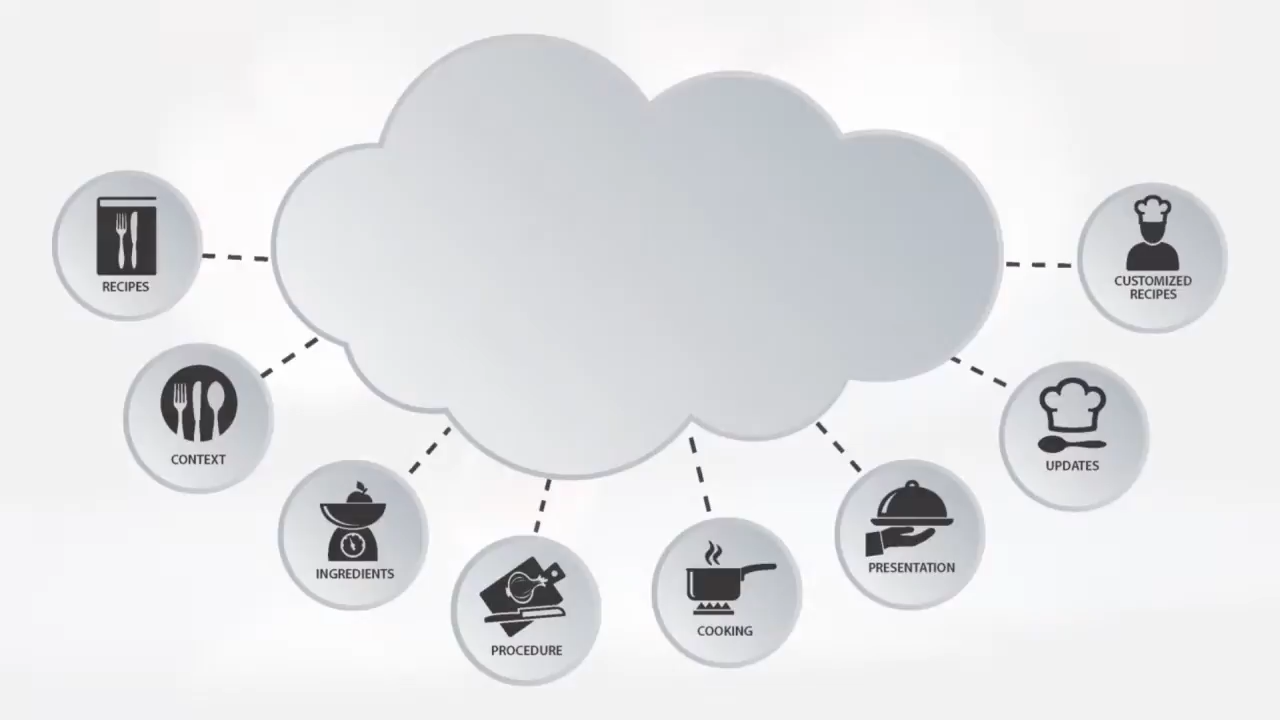 RECIPES
CONTEXT
INGREDIENTS
PROCEDURE
COOKING
PRESENTATION
UPDATES
CUSTOMIZED
RECIPES